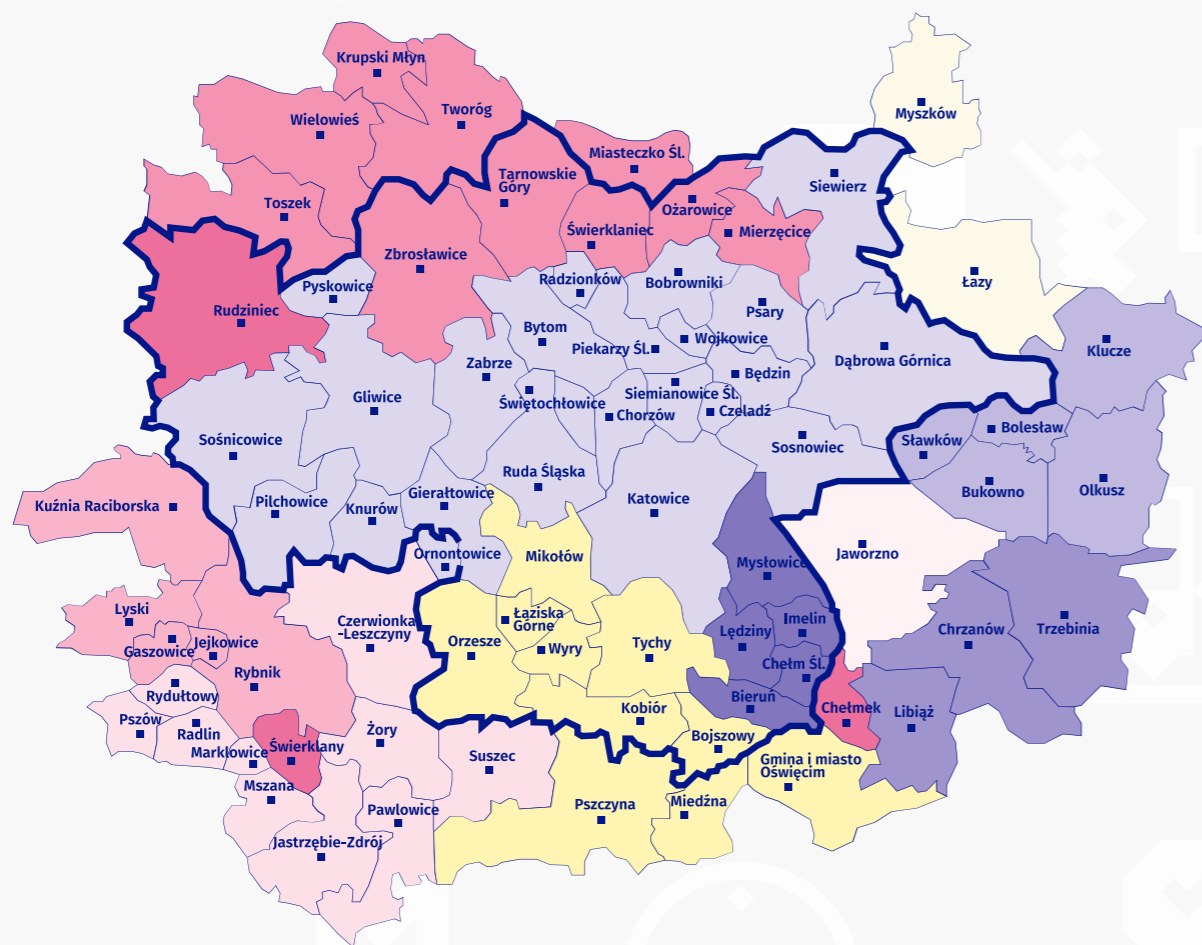 Krupski Młyn
Myszków
Tworóg
Wielowieś
Miasteczko Śl.
Tarnowskie
Góry
Siewierz
Toszek
Ożarowice
Świerklaniec
Mierzęcice
Zbrosławice
Radzionków
Bobrowniki
Łazy
Pyskowice
Rudziniec
Psary
Bytom
Wojkowice
Piekarzy Śl.
Klucze
Dąbrowa Górnica
Zabrze
Będzin
Gliwice
Siemianowice Śl.
Świętochłowice
Chorzów
Czeladź
Bolesław
Sośnicowice
Sosnowiec
Sławków
Ruda Śląska
Gierałtowice
Katowice
Bukowno
Olkusz
Kuźnia Raciborska
Pilchowice
Knurów
Ornontowice
Mikołów
Jaworzno
Mysłowice
Lyski
Czerwionka
-Leszczyny
Łaziska
Górne
Imelin
Lędziny
Chrzanów
Trzebinia
Jejkowice
Gaszowice
Orzesze
Wyry
Tychy
Chełm Śl.
Rybnik
Rydułtowy
Bieruń
Chełmek
Libiąż
Kobiór
Pszów
Radlin
Żory
Bojszowy
Marklowice
Świerklany
Suszec
Gmina i miasto
Oświęcim
Mszana
Pawlowice
Pszczyna
Miedźna
Jastrzębie-Zdrój